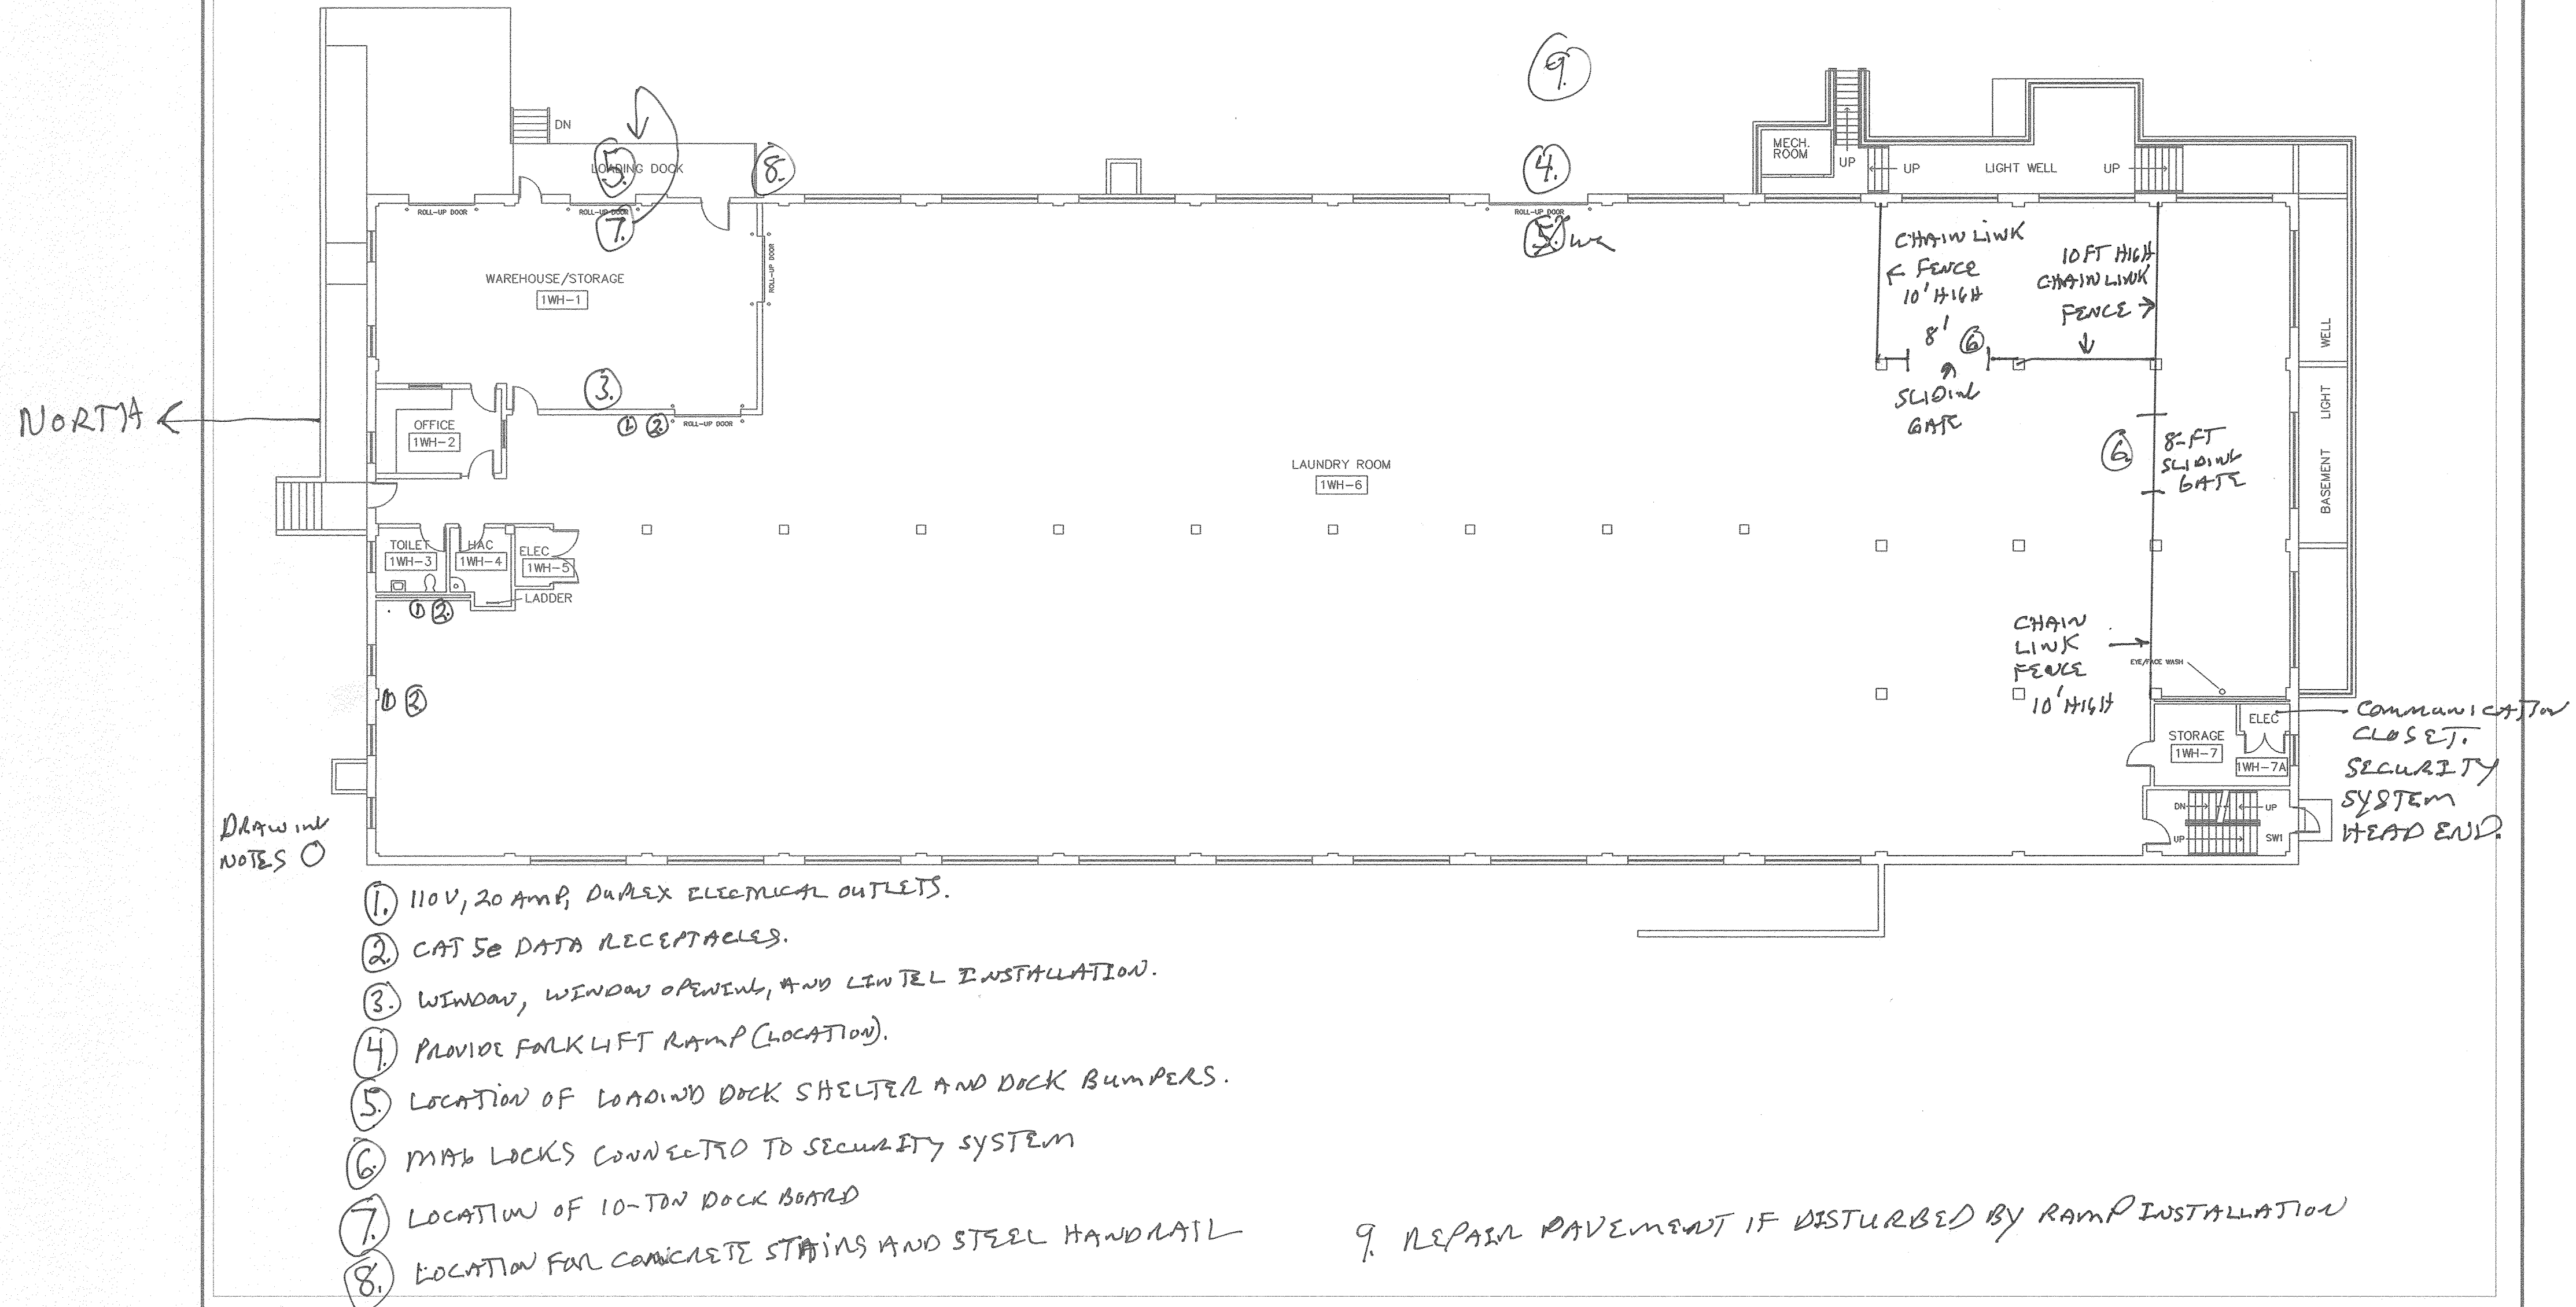 9.
DN
5.
LOADING DOCK
8.
4.
MECH.
ROOM
UP
UP
LIGHT WELL
UP
ROLL-UP DOOR
ROLL-UP DOOR
7.
ROLL-UP DOOR
ROLL-UP DOOR
5.
CHAIN LINK
FENCE
10' HIGH
10 FT HIGH
CHAIN LINK
FENCE
WAREHOUSE/STORAGE
1WH-1
8' 6
SLIDING
GATE
WELL
LIGHT
BASEMENT
3.
NORTH
OFFICE
1WH-2
1. 2.
ROLL-UP DOOR
6.
8-FT
SLIDING
GATE
LAUNDRY ROOM
1WH-6
TOILET
1WH-3
HAC
1WH-4
ELEC
1WH-5
LADDER
1 2.
CHAIN
LINK
FENCE
10' HIGH
EYE/FACE WASH
1 2.
STORAGE
1WH-7
ELEC
1WH-7A
COMMUNICATION
CLOSET.
SECURITY
SYSTEM
HEAD END.
DN
UP
UP
SW1
DRAWING
NOTES
1. 110V, 20 AMP, DUPLEX ELECTRICAL OUTLETS.
2. CAT 5e DATA RECEPTACLES.
3. WINDOW, WINDOW OPENING, AND LINTEL INSTALLATION.
4. PROVIDE FORKLIFT RAMP (LOCATION).
5. LOCATION OF LOADIND DOCK SHELTER AND DOCK BUMPERS.
6. MAG LOCKS CONNECTED TO SECURITY SYSTEM
7. LOCATION OF 10-TON DOCK BOARD
8. LOCATION FOR CONCRETE STAIRS AND STEEL HANDRAIL
9. REPAIR PAVEMENT IF DISTURBED BY RAMP INSTALLATION